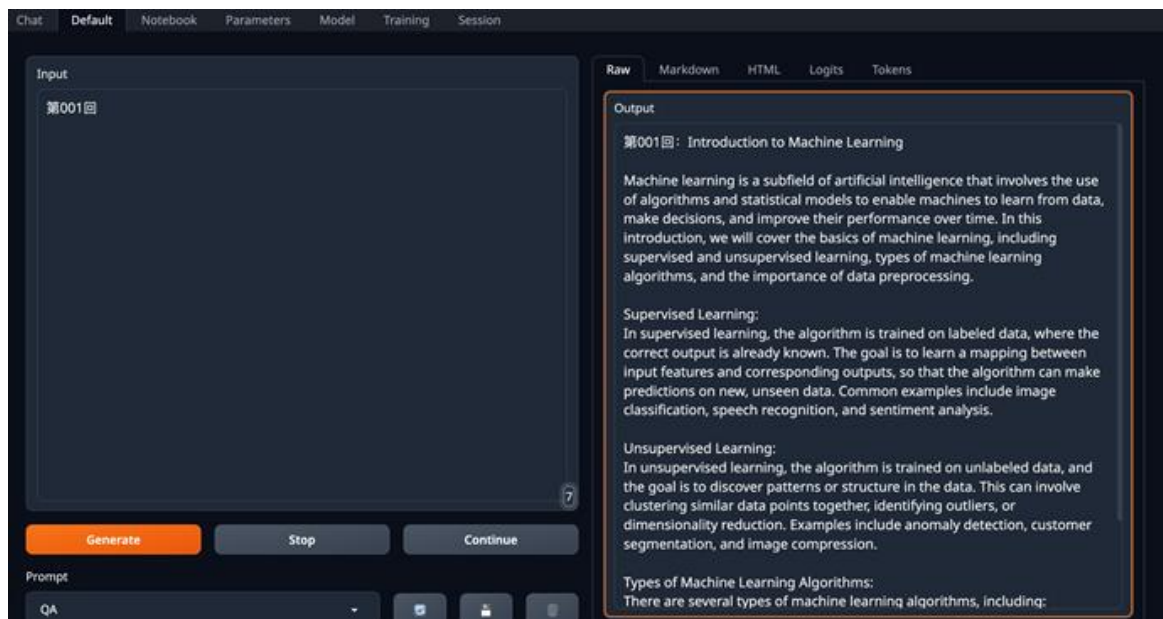 Chat Default Notebook Parameters Model Training Session
Input
第001回
7
Generate Stop Continue
Prompt
QA
Raw Markdown HTML Logits Tokens
Output
第001回：Introduction to Machine Learning
Machine learning is a subfield of artificial intelligence that involves the use
of algorithms and statistical models to enable machines to learn from data,
make decisions, and improve their performance over time. In this
introduction, we will cover the basics of machine learning, including
supervised and unsupervised learning, types of machine learning
algorithms, and the importance of data preprocessing.
Supervised Learning:
In supervised learning, the algorithm is trained on labeled data, where the
correct output is already known. The goal is to learn a mapping between
input features and corresponding outputs, so that the algorithm can make
predictions on new, unseen data. Common examples include image
classification, speech recognition, and sentiment analysis.
Unsupervised Learning:
In unsupervised learning, the algorithm is trained on unlabeled data, and
the goal is to discover patterns or structure in the data. This can involve
clustering similar data points together, identifying outliers, or
dimensionality reduction. Examples include anomaly detection, customer
segmentation, and image compression.
Types of Machine Learning Algorithms:
There are several types of machine learning algorithms, including: